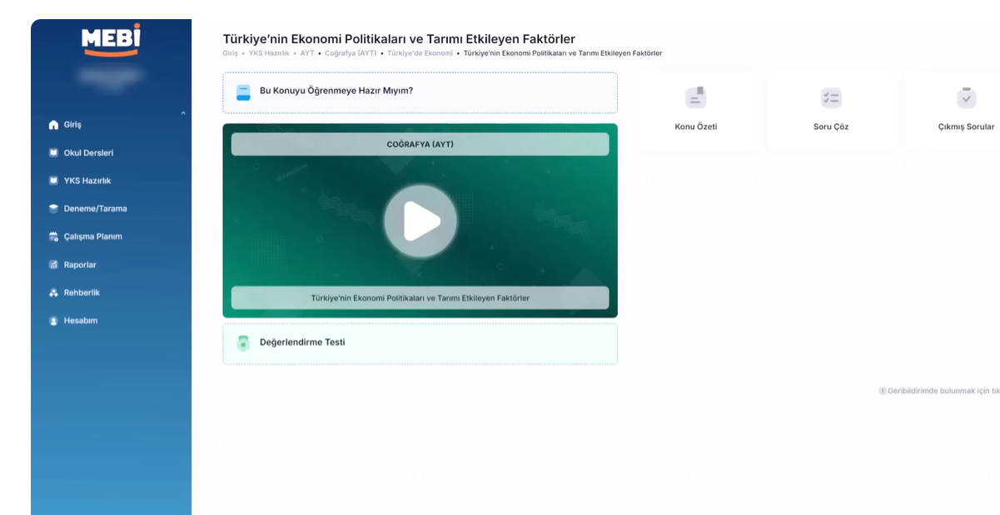 MEBİ
Giriş
Okul Dersleri
YKS Hazırlık
Deneme/Tarama
Çalışma Planım
Raporlar
Rehberlik
Hesabım
Türkiye'nin Ekonomi Politikaları ve Tarımı Etkileyen Faktörler
Giriş • YKS Hazırlık • AYT • Coğrafya (AYT) • Türkiye'de Ekonomi • Türkiye'nin Ekonomi Politikaları ve Tarımı Etkileyen Faktörler
Bu Konuyu Öğrenmeye Hazır Mıyım?
COĞRAFYA (AYT)
Türkiye'nin Ekonomi Politikaları ve Tarımı Etkileyen Faktörler
Değerlendirme Testi
Konu Özeti
Soru Çöz
Çıkmış Sorular
Geribildirimde bulunmak için